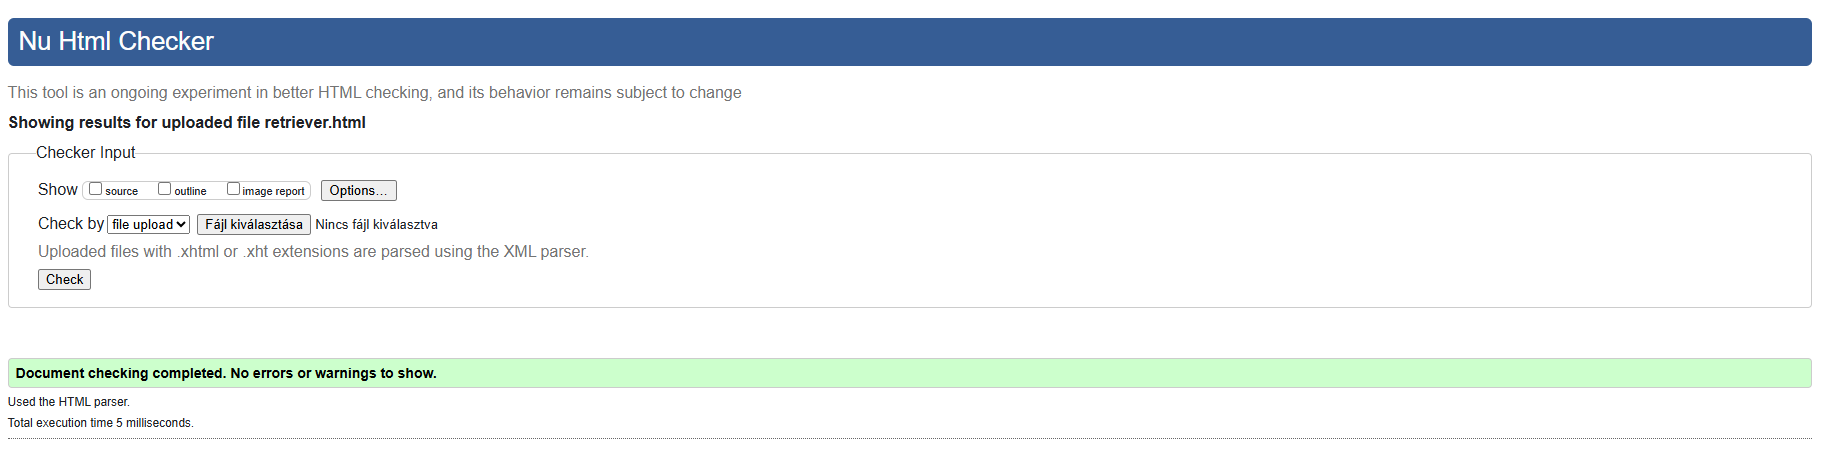 Nu Html Checker
This tool is an ongoing experiment in better HTML checking, and its behavior remains subject to change
Showing results for uploaded file retriever.html
Checker Input
Show source outline image report Options...
Check by file upload Fájl kiválasztása Nincs fájl kiválasztva
Uploaded files with .xhtml or .xht extensions are parsed using the XML parser.
Check
Document checking completed. No errors or warnings to show.
Used the HTML parser.
Total execution time 5 milliseconds.